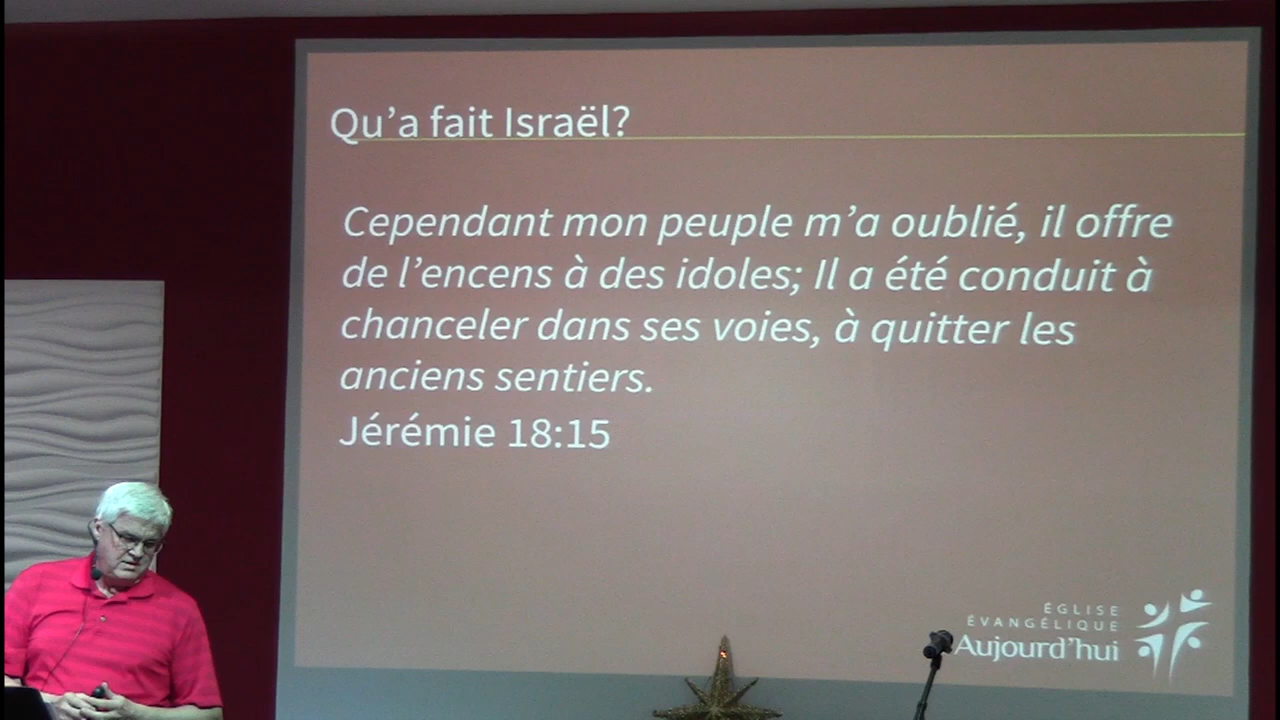 Qu’a fait Israël?
Cependant mon peuple m’a oublié, il offre
de l’encens à des idoles; Il a été conduit à
chanceler dans ses voies, à quitter les
anciens sentiers.
Jérémie 18:15
ÉGLISE
ÉVANGÉLIQUE
Aujourd’hui